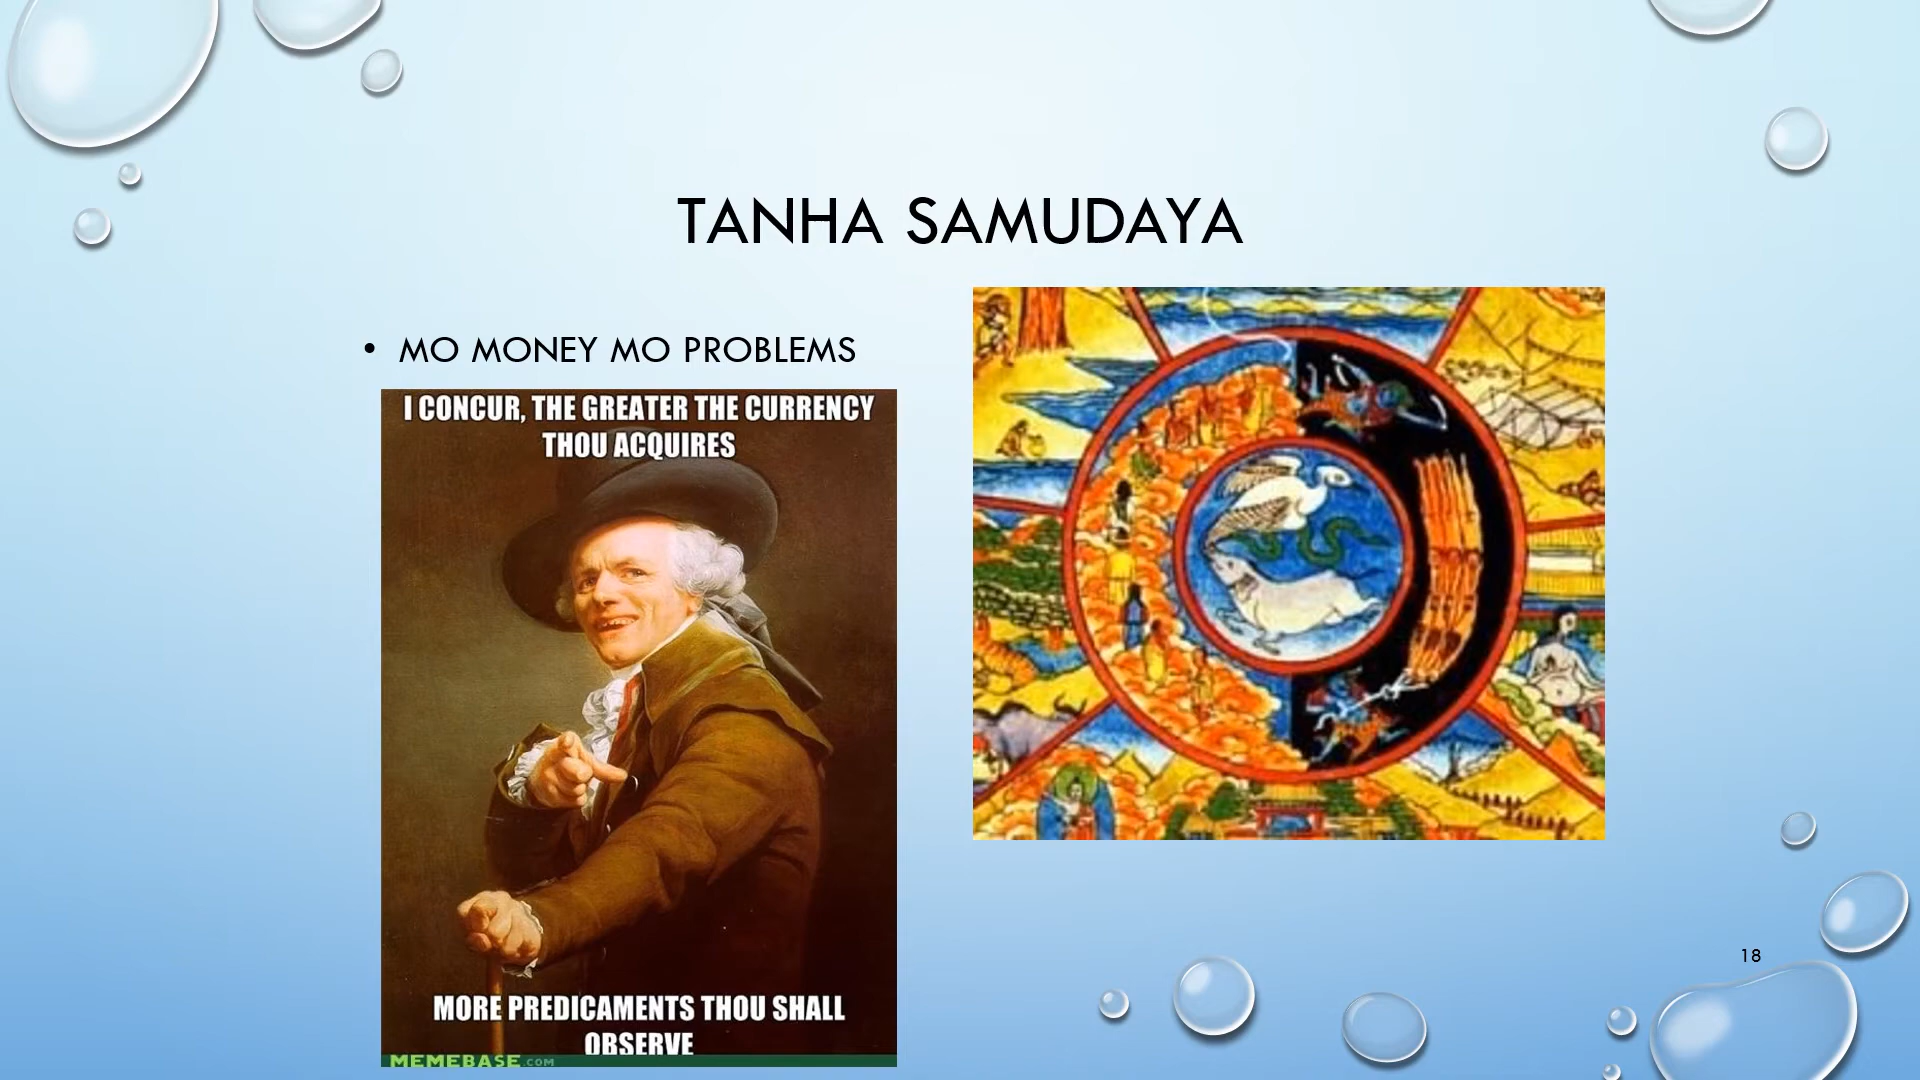 TANHA SAMUDAYA
• MO MONEY MO PROBLEMS
I CONCUR, THE GREATER THE CURRENCY
THOU ACQUIRES
MORE PREDICAMENTS THOU SHALL
OBSERVE
MEMEBASE.COM
18